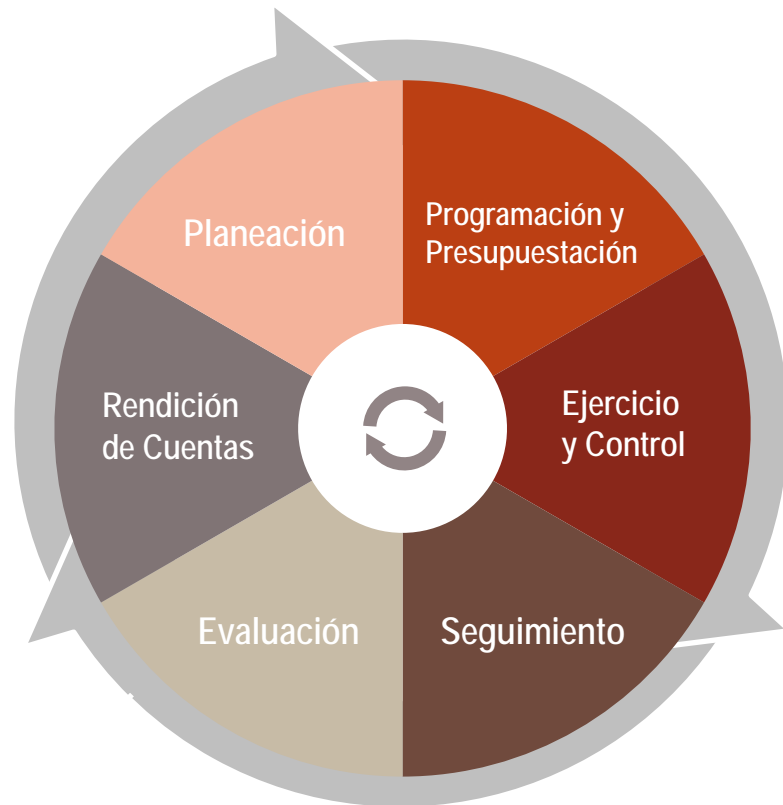 Planeación
Programación y
Presupuestación
Ejercicio
y Control
Seguimiento
Evaluación
Rendición
de Cuentas